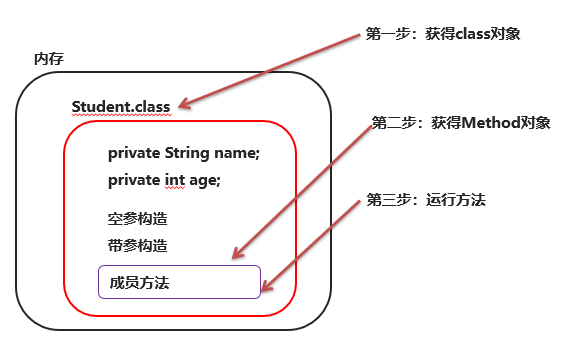 第一步：获得class对象
内存
Student.class
第二步：获得Method对象
private String name;
private int age;
第三步：运行方法
空参构造
带参构造
成员方法